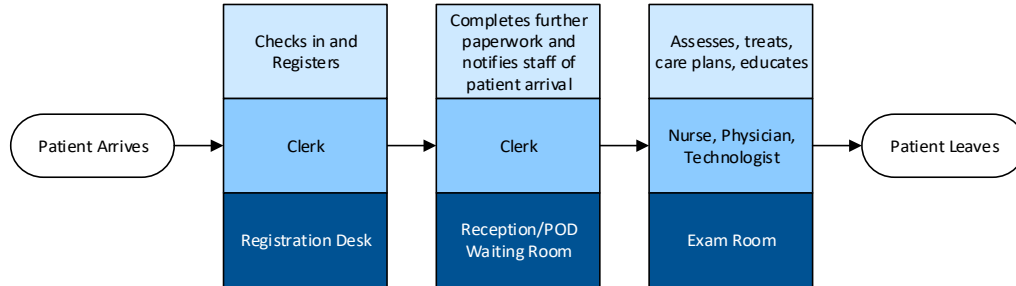 Patient Arrives
Checks in and
Registers
Clerk
Registration Desk
Completes further
paperwork and
notifies staff of
patient arrival
Clerk
Reception/POD
Waiting Room
Assesses, treats,
care plans, educates
Nurse, Physician,
Technologist
Exam Room
Patient Leaves